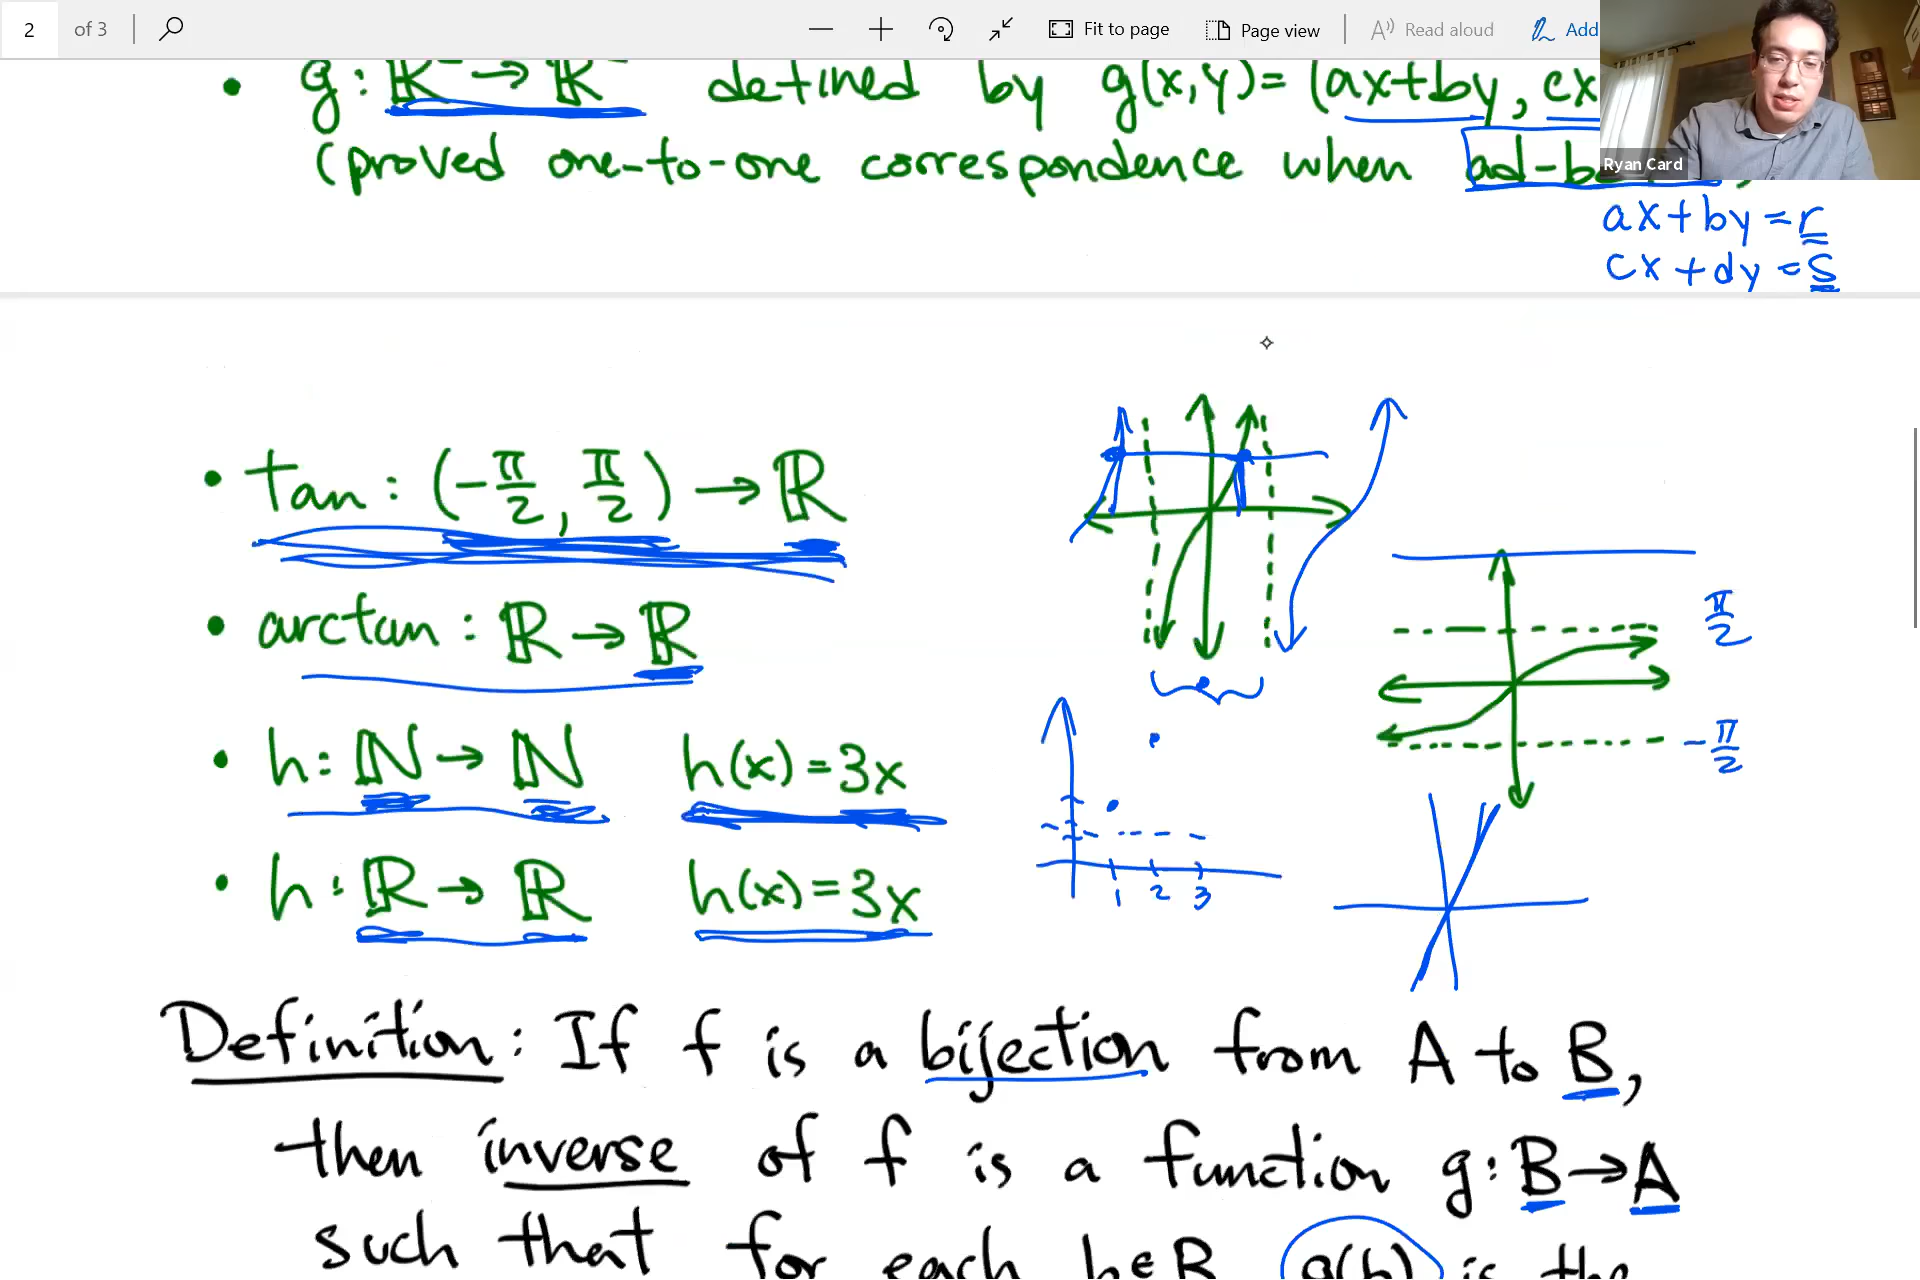 2 of 3 Fit to page Page view Read aloud Add
• g: ℝ → ℝ defined by g(x,y)= (ax+by, cx
(proved one-to-one correspondence when ad-b
Ryan Card
ax+by =r
cx+dy =s
• tan: (-π/2, π/2) → ℝ
π/2
• arctan: ℝ → ℝ
-π/2
• h: ℕ → ℕ h(x) = 3x
1 2 3
• h: ℝ → ℝ h(x) = 3x
Definition: If f is a bijection from A to B,
then inverse of f is a function g: B→A
such that for each b∈B, g(b) is the